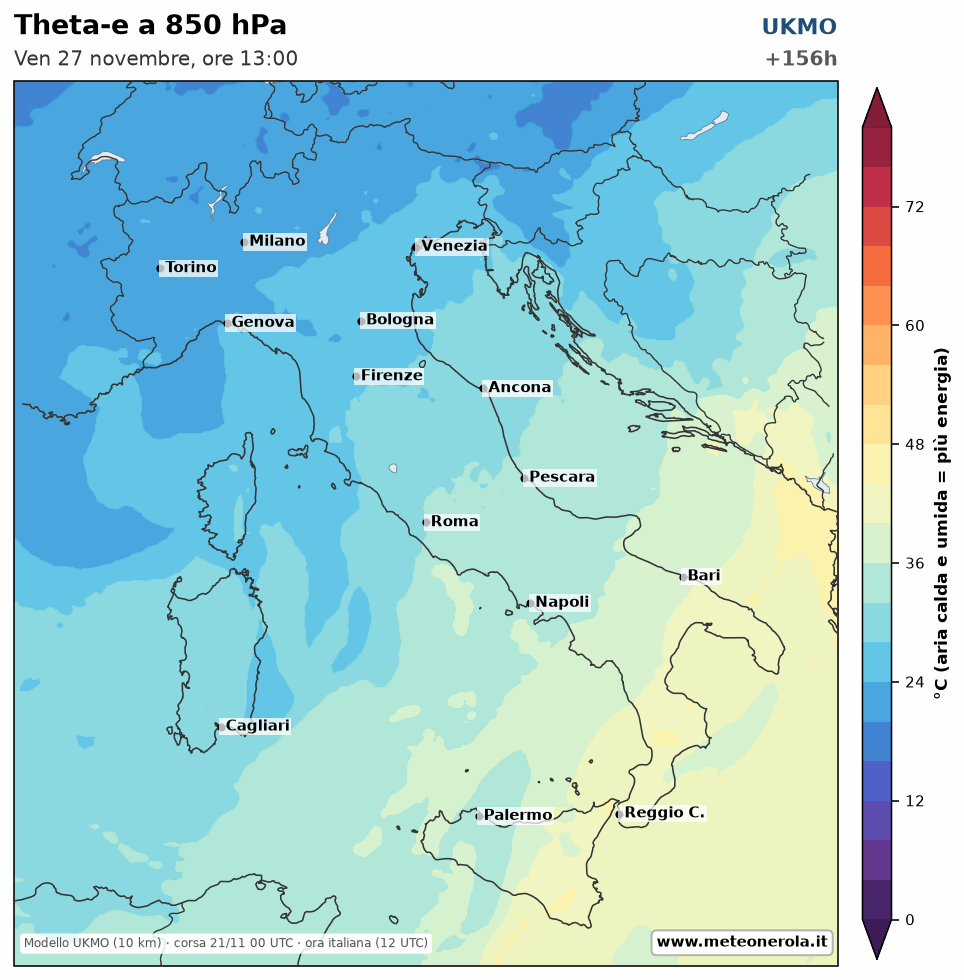 Theta-e a 850 hPa
UKMO
Ven 27 novembre, ore 13:00
+156h
Milano
Venezia
Torino
Genova
Bologna
Firenze
Ancona
Pescara
Roma
Bari
Napoli
Cagliari
Palermo
Reggio C.
72
60
48
36
24
12
0
°C (aria calda e umida = più energia)
Modello UKMO (10 km) · corsa 21/11 00 UTC · ora italiana (12 UTC)
www.meteonerola.it